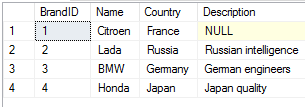 BrandID Name Country Description
1 1 Citroen France NULL
2 2 Lada Russia Russian intelligence
3 3 BMW Germany German engineers
4 4 Honda Japan Japan quality